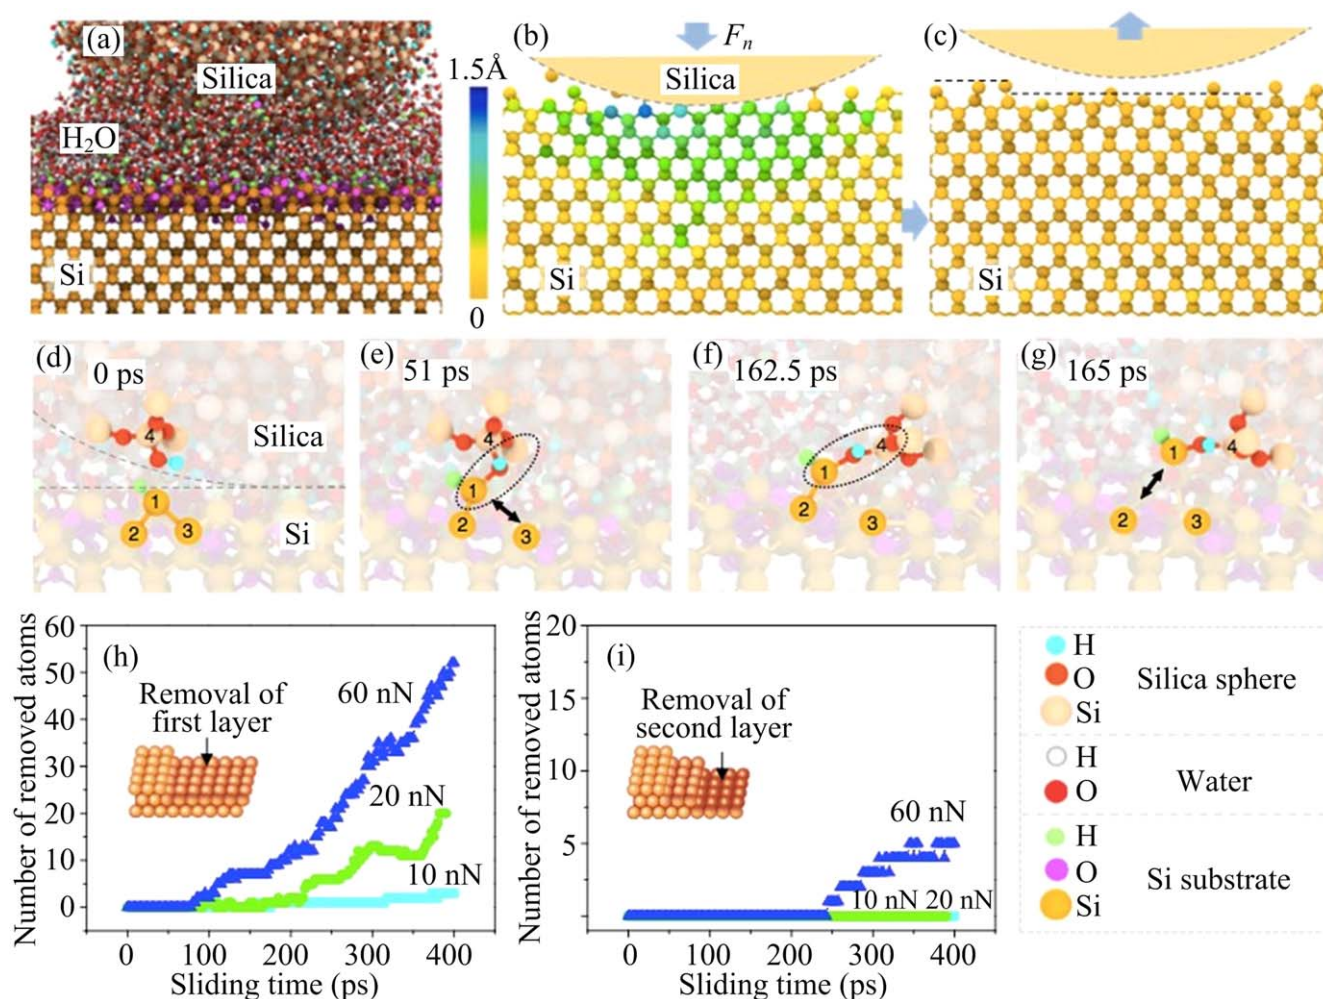 (a)
Silica
H₂O
Si
1.5Å
0
(b)
Fₙ
Silica
Si
(c)
Si
(d)
0 ps
4
Silica
1
2
3
Si
(e)
51 ps
4
1
2
3
(f)
162.5 ps
4
1
2
3
(g)
165 ps
1
4
2
3
Number of removed atoms
60
50
40
30
20
10
0
(h)
Removal of
first layer
60 nN
20 nN
10 nN
0
100
200
300
400
Sliding time (ps)
Number of removed atoms
20
15
10
5
0
(i)
Removal of
second layer
60 nN
10 nN 20 nN
0
100
200
300
400
Sliding time (ps)
H
O
Si
Silica sphere
H
O
Water
H
O
Si
Si substrate